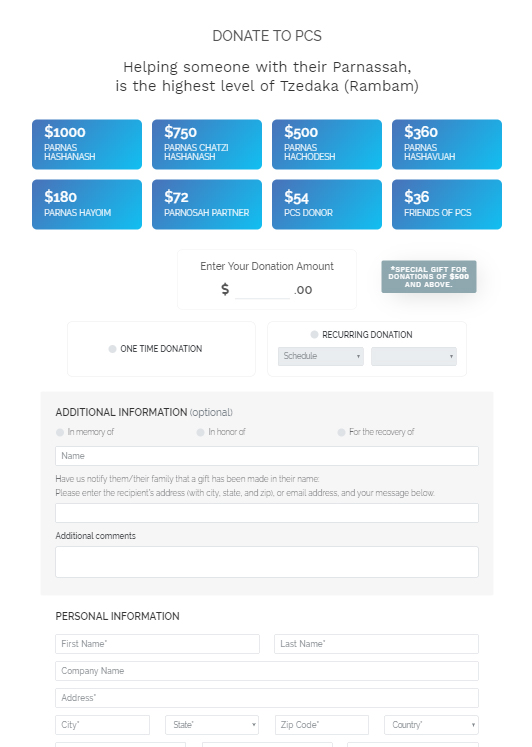 DONATE TO PCS
Helping someone with their Parnassah,
is the highest level of Tzedaka (Rambam)
$1000
PARNAS
HASHANASH
$750
PARNAS CHATZI
HASHANASH
$500
PARNAS
HACHODESH
$360
PARNAS
HASHAVUAH
$180
PARNAS HAYOIM
$72
PARNOSAH PARTNER
$54
PCS DONOR
$36
FRIENDS OF PCS
Enter Your Donation Amount
$ .00
*SPECIAL GIFT FOR
DONATIONS OF $500
AND ABOVE.
ONE TIME DONATION
RECURRING DONATION
Schedule
ADDITIONAL INFORMATION (optional)
In memory of
In honor of
For the recovery of
Name
Have us notify them/their family that a gift has been made in their name:
Please enter the recipient's address (with city, state, and zip), or email address, and your message below.
Additional comments
PERSONAL INFORMATION
First Name*
Last Name*
Company Name
Address*
City*
State*
Zip Code*
Country*